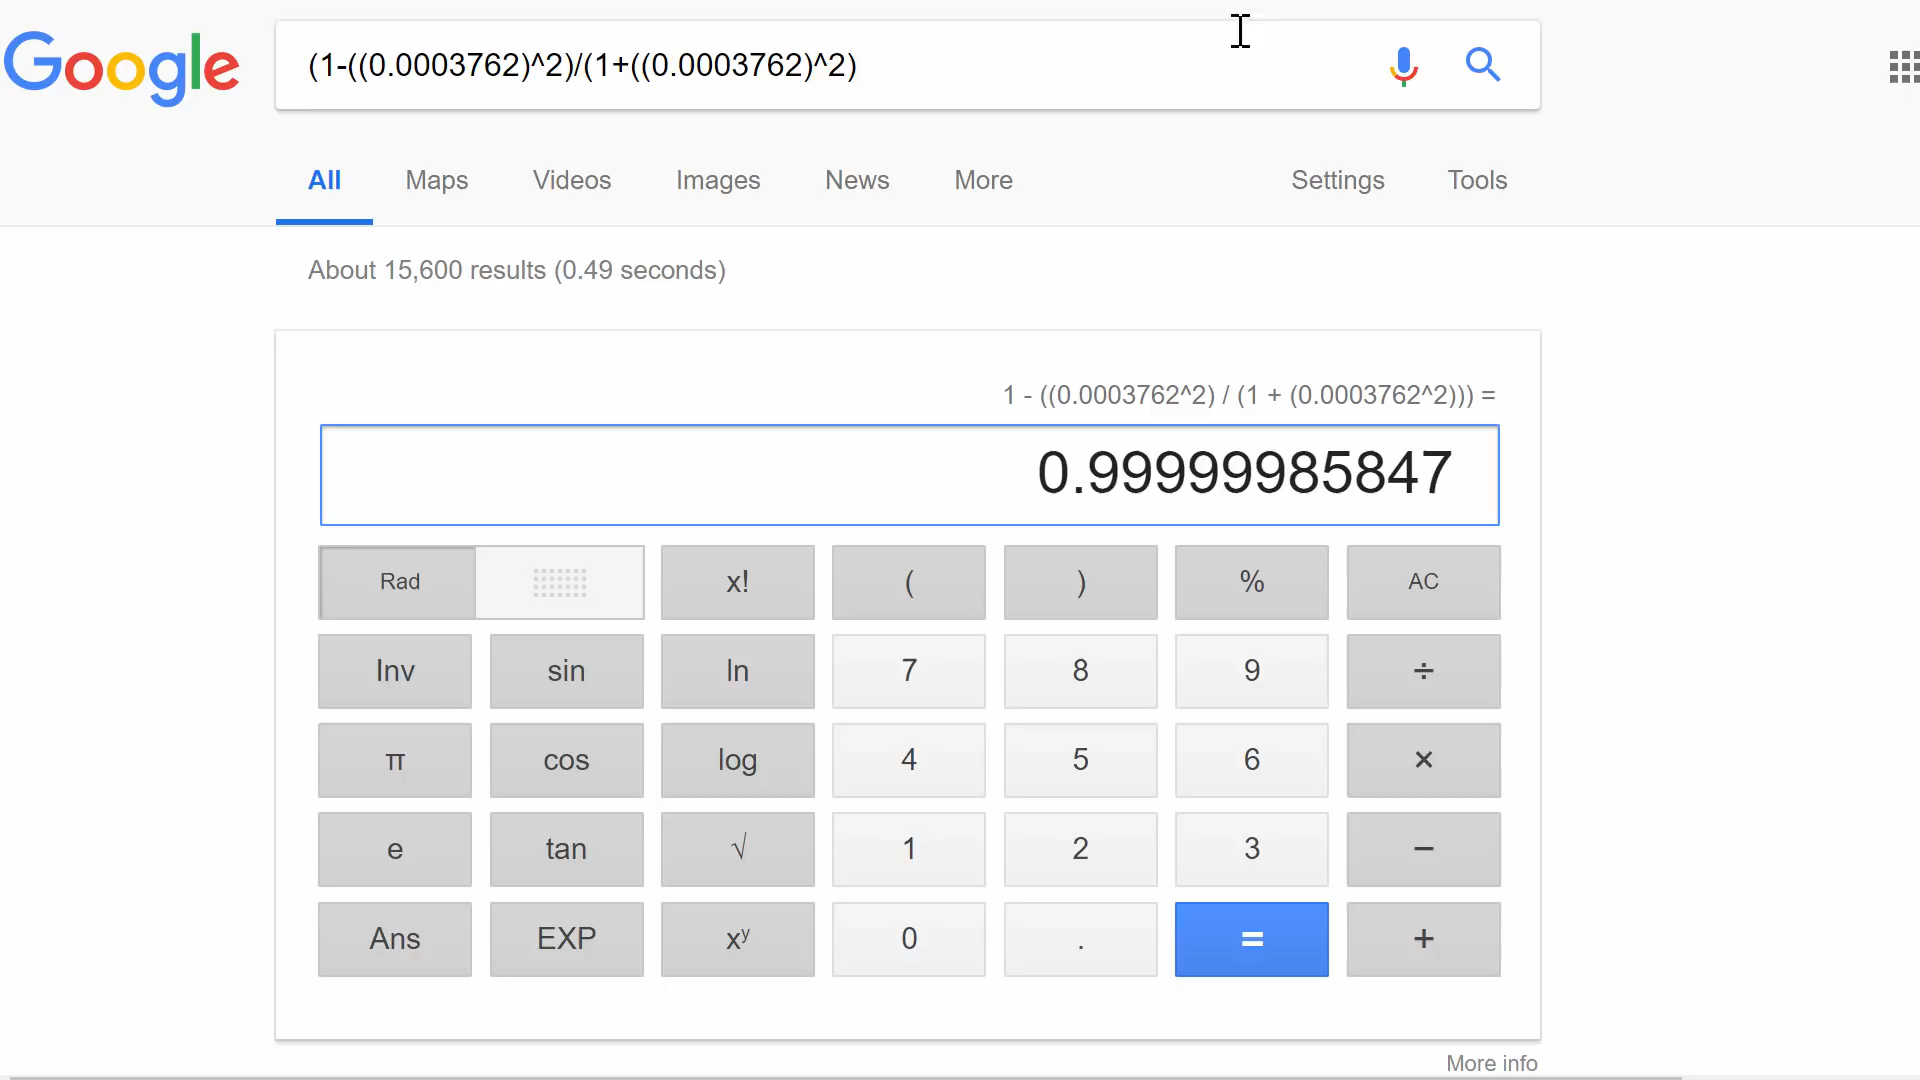 Google
(1-((0.0003762)^2)/(1+((0.0003762)^2)
All Maps Videos Images News More Settings Tools
About 15,600 results (0.49 seconds)
1 - ((0.0003762^2) / (1 + (0.0003762^2))) =
0.99999985847
Rad x! ( ) % AC
Inv sin ln 7 8 9 ÷
π cos log 4 5 6 ×
e tan √ 1 2 3 −
Ans EXP xʸ 0 . = +
More info